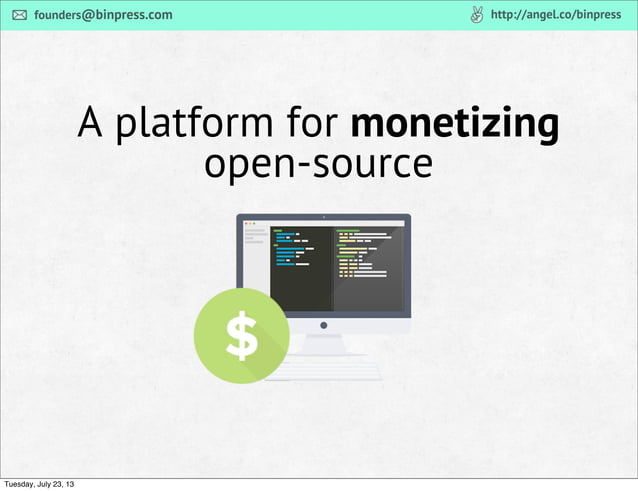 founders@binpress.com
http://angel.co/binpress
A platform for monetizing
open-source
$
Tuesday, July 23, 13